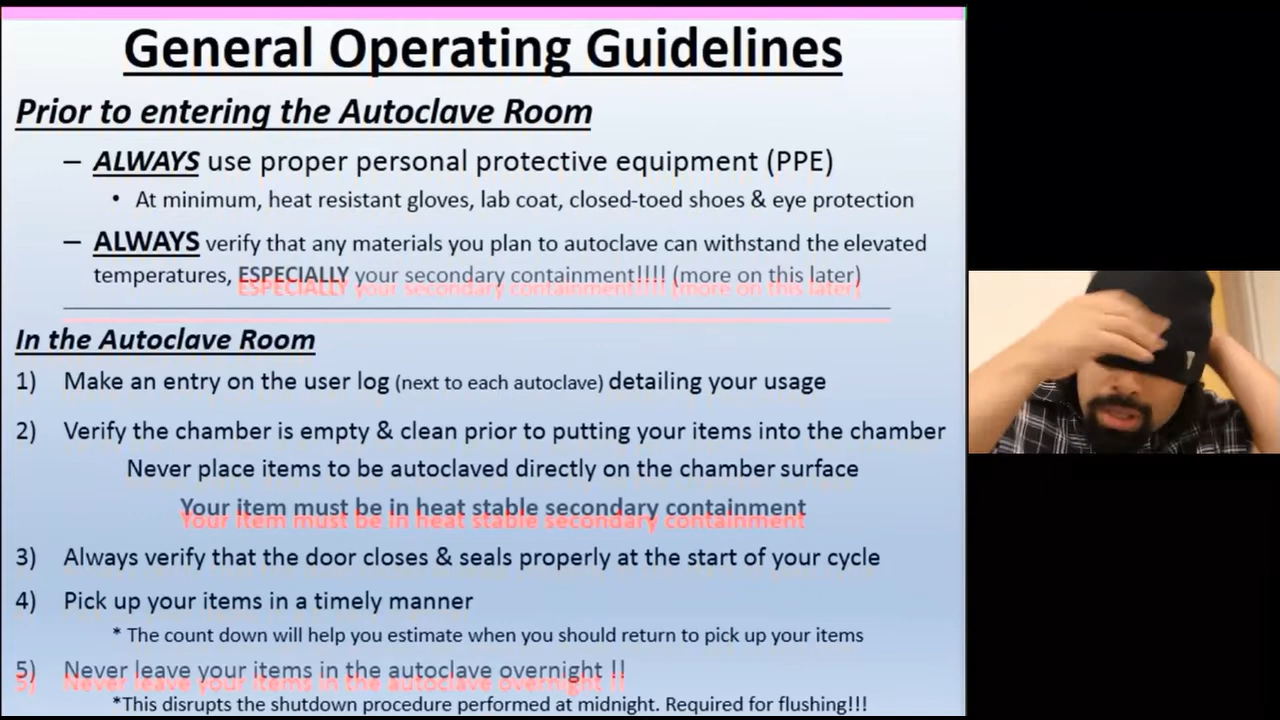 General Operating Guidelines
Prior to entering the Autoclave Room
– ALWAYS use proper personal protective equipment (PPE)
• At minimum, heat resistant gloves, lab coat, closed-toed shoes & eye protection
– ALWAYS verify that any materials you plan to autoclave can withstand the elevated
temperatures, ESPECIALLY your secondary containment!!!! (more on this later)
In the Autoclave Room
1) Make an entry on the user log (next to each autoclave) detailing your usage
2) Verify the chamber is empty & clean prior to putting your items into the chamber
Never place items to be autoclaved directly on the chamber surface
Your item must be in heat stable secondary containment
3) Always verify that the door closes & seals properly at the start of your cycle
4) Pick up your items in a timely manner
* The count down will help you estimate when you should return to pick up your items
5) Never leave your items in the autoclave overnight !!
*This disrupts the shutdown procedure performed at midnight. Required for flushing!!!